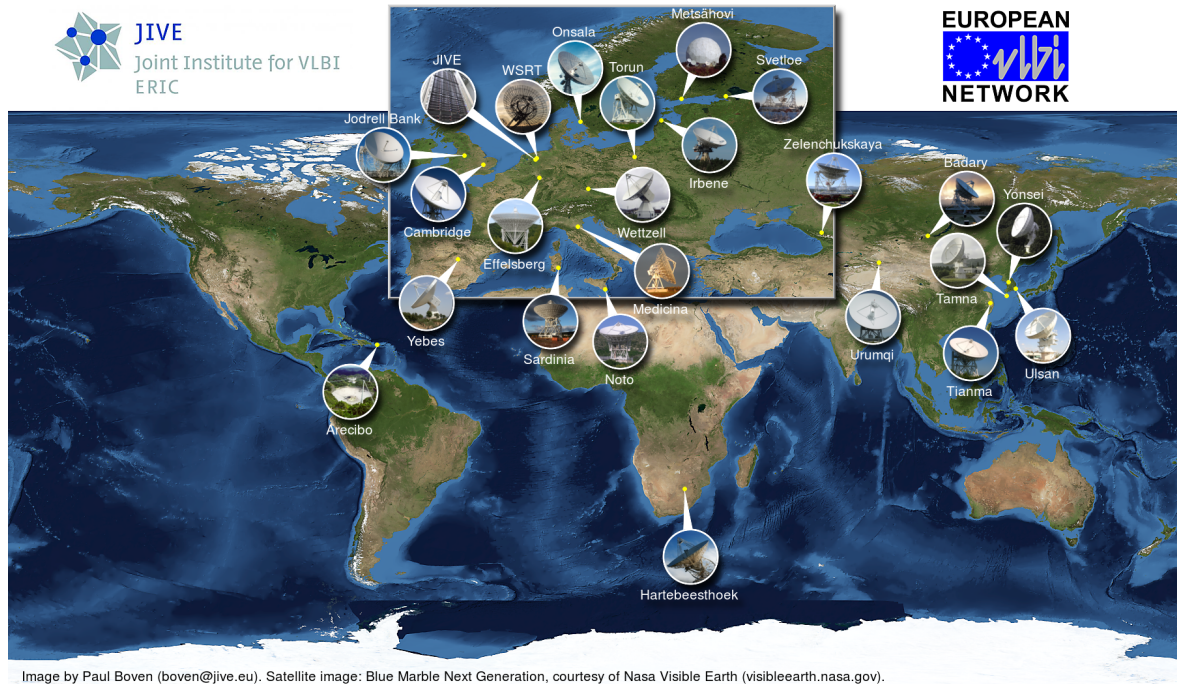 JIVE
Joint Institute for VLBI
ERIC
EUROPEAN
vlbi
NETWORK
Metsähovi
Onsala
Svetloe
JIVE
WSRT
Torun
Jodrell Bank
Zelenchukskaya
Badary
Irbene
Yonsei
Cambridge
Wettzell
Effelsberg
Tamna
Medicina
Yebes
Sardinia
Noto
Urumqi
Ulsan
Tianma
Arecibo
Hartebeesthoek
Image by Paul Boven (boven@jive.eu). Satellite image: Blue Marble Next Generation, courtesy of Nasa Visible Earth (visibleearth.nasa.gov).